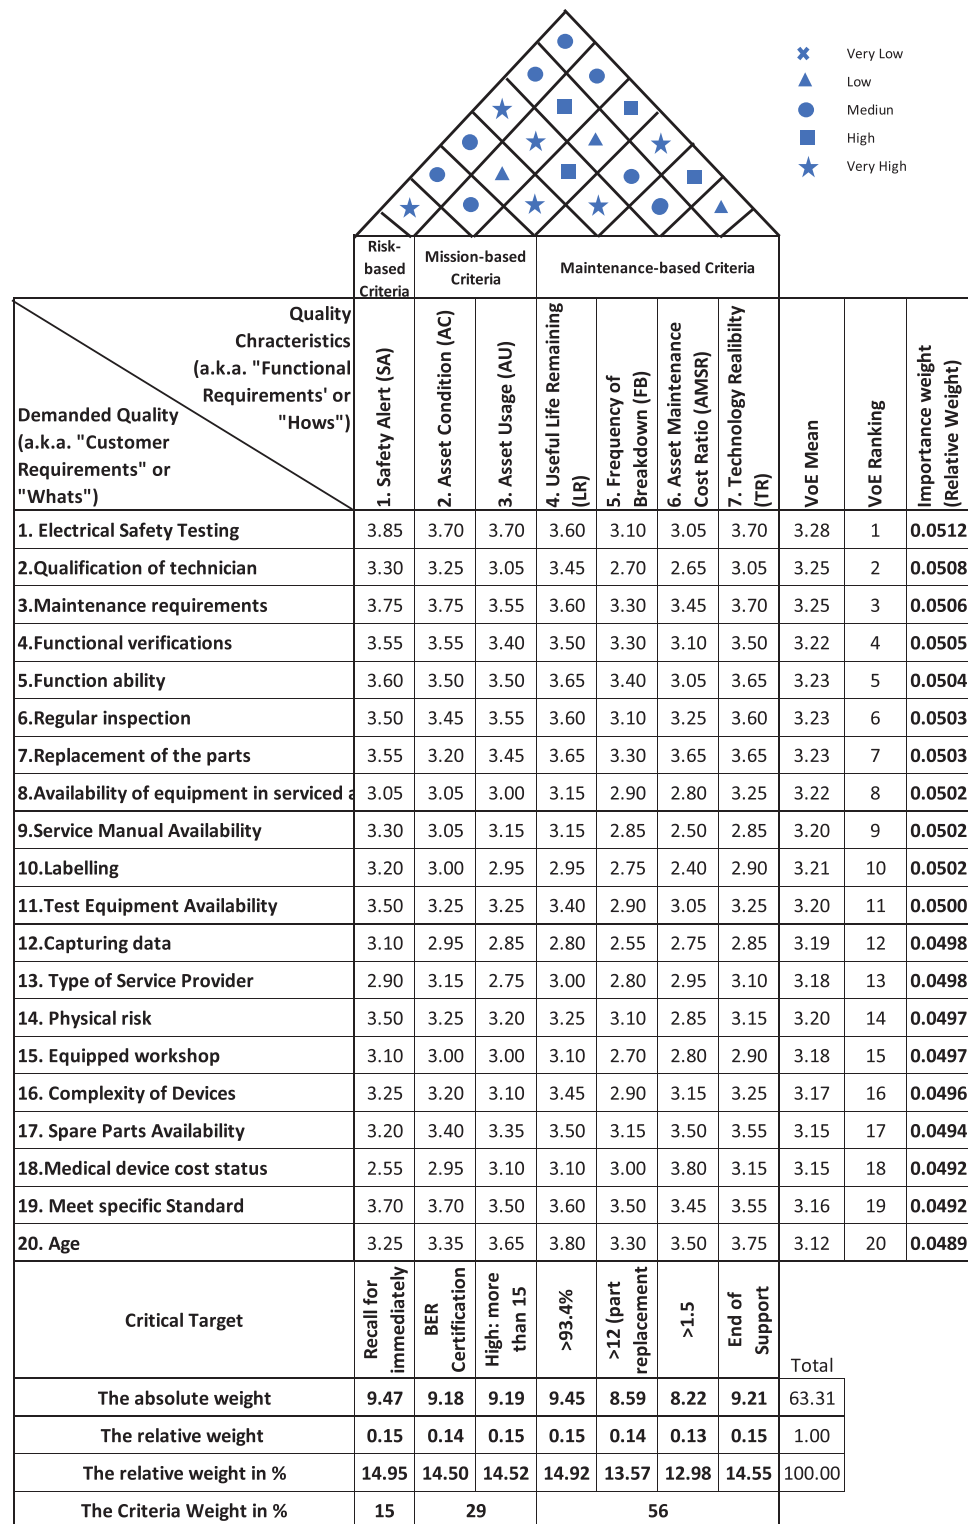 Very Low
Low
Mediun
High
Very High
Risk-
based
Criteria
Mission-based
Criteria
Maintenance-based Criteria
Quality
Chracteristics
(a.k.a. "Functional
Requirements' or
"Hows")
Demanded Quality
(a.k.a. "Customer
Requirements" or
"Whats")
1. Safety Alert (SA)
2. Asset Condition (AC)
3. Asset Usage (AU)
4. Useful Life Remaining
(LR)
5. Frequency of
Breakdown (FB)
6. Asset Maintenance
Cost Ratio (AMSR)
7. Technology Realibilty
(TR)
VoE Mean
VoE Ranking
Importance weight
(Relative Weight)
1. Electrical Safety Testing 3.85 3.70 3.70 3.60 3.10 3.05 3.70 3.28 1 0.0512
2.Qualification of technician 3.30 3.25 3.05 3.45 2.70 2.65 3.05 3.25 2 0.0508
3.Maintenance requirements 3.75 3.75 3.55 3.60 3.30 3.45 3.70 3.25 3 0.0506
4.Functional verifications 3.55 3.55 3.40 3.50 3.30 3.10 3.50 3.22 4 0.0505
5.Function ability 3.60 3.50 3.50 3.65 3.40 3.05 3.65 3.23 5 0.0504
6.Regular inspection 3.50 3.45 3.55 3.60 3.10 3.25 3.60 3.23 6 0.0503
7.Replacement of the parts 3.55 3.20 3.45 3.65 3.30 3.65 3.65 3.23 7 0.0503
8.Availability of equipment in serviced a 3.05 3.05 3.00 3.15 2.90 2.80 3.25 3.22 8 0.0502
9.Service Manual Availability 3.30 3.05 3.15 3.15 2.85 2.50 2.85 3.20 9 0.0502
10.Labelling 3.20 3.00 2.95 2.95 2.75 2.40 2.90 3.21 10 0.0502
11.Test Equipment Availability 3.50 3.25 3.25 3.40 2.90 3.05 3.25 3.20 11 0.0500
12.Capturing data 3.10 2.95 2.85 2.80 2.55 2.75 2.85 3.19 12 0.0498
13. Type of Service Provider 2.90 3.15 2.75 3.00 2.80 2.95 3.10 3.18 13 0.0498
14. Physical risk 3.50 3.25 3.20 3.25 3.10 2.85 3.15 3.20 14 0.0497
15. Equipped workshop 3.10 3.00 3.00 3.10 2.70 2.80 2.90 3.18 15 0.0497
16. Complexity of Devices 3.25 3.20 3.10 3.45 2.90 3.15 3.25 3.17 16 0.0496
17. Spare Parts Availability 3.20 3.40 3.35 3.50 3.15 3.50 3.55 3.15 17 0.0494
18.Medical device cost status 2.55 2.95 3.10 3.10 3.00 3.80 3.15 3.15 18 0.0492
19. Meet specific Standard 3.70 3.70 3.50 3.60 3.50 3.45 3.55 3.16 19 0.0492
20. Age 3.25 3.35 3.65 3.80 3.30 3.50 3.75 3.12 20 0.0489
Critical Target
Recall for
immediately
BER
Certification
High: more
than 15
>93.4%
>12 (part
replacement
>1.5
End of
Support
Total
The absolute weight 9.47 9.18 9.19 9.45 8.59 8.22 9.21 63.31
The relative weight 0.15 0.14 0.15 0.15 0.14 0.13 0.15 1.00
The relative weight in % 14.95 14.50 14.52 14.92 13.57 12.98 14.55 100.00
The Criteria Weight in % 15 29 56